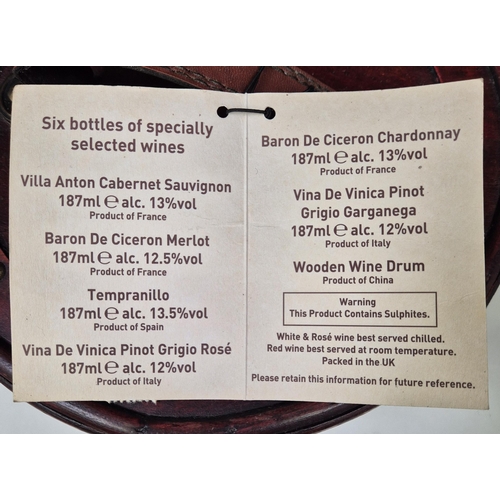 Six bottles of specially
selected wines
Villa Anton Cabernet Sauvignon
187ml ℮ alc. 13%vol
Product of France
Baron De Ciceron Merlot
187ml ℮ alc. 12.5%vol
Product of France
Tempranillo
187ml ℮ alc. 13.5%vol
Product of Spain
Vina De Vinica Pinot Grigio Rosé
187ml ℮ alc. 12%vol
Product of Italy
Baron De Ciceron Chardonnay
187ml ℮ alc. 13%vol
Product of France
Vina De Vinica Pinot
Grigio Garganega
187ml ℮ alc. 12%vol
Product of Italy
Wooden Wine Drum
Product of China
Warning
This Product Contains Sulphites.
White & Rosé wine best served chilled.
Red wine best served at room temperature.
Packed in the UK
Please retain this information for future reference.